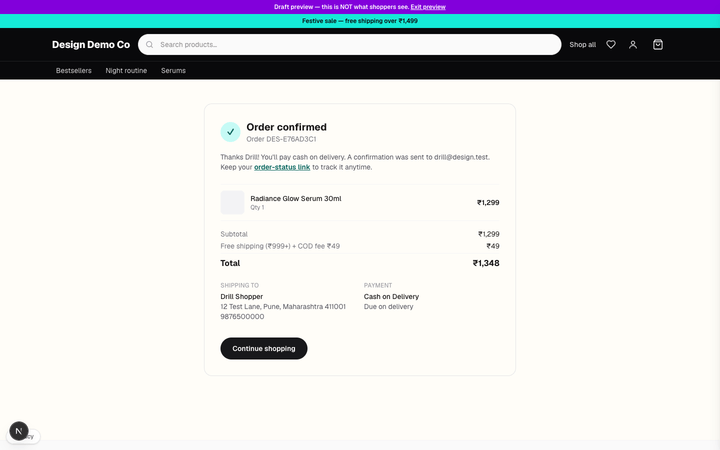 Draft preview — this is NOT what shoppers see. Exit preview
Festive sale — free shipping over ₹1,499
Design Demo Co
Search products...
Shop all
Bestsellers Night routine Serums
Order confirmed
Order DES-E76AD3C1
Thanks Drill! You'll pay cash on delivery. A confirmation was sent to drill@design.test.
Keep your order-status link to track it anytime.
Radiance Glow Serum 30ml ₹1,299
Qty 1
Subtotal ₹1,299
Free shipping (₹999+) + COD fee ₹49 ₹49
Total ₹1,348
SHIPPING TO PAYMENT
Drill Shopper Cash on Delivery
12 Test Lane, Pune, Maharashtra 411001 Due on delivery
9876500000
Continue shopping
N